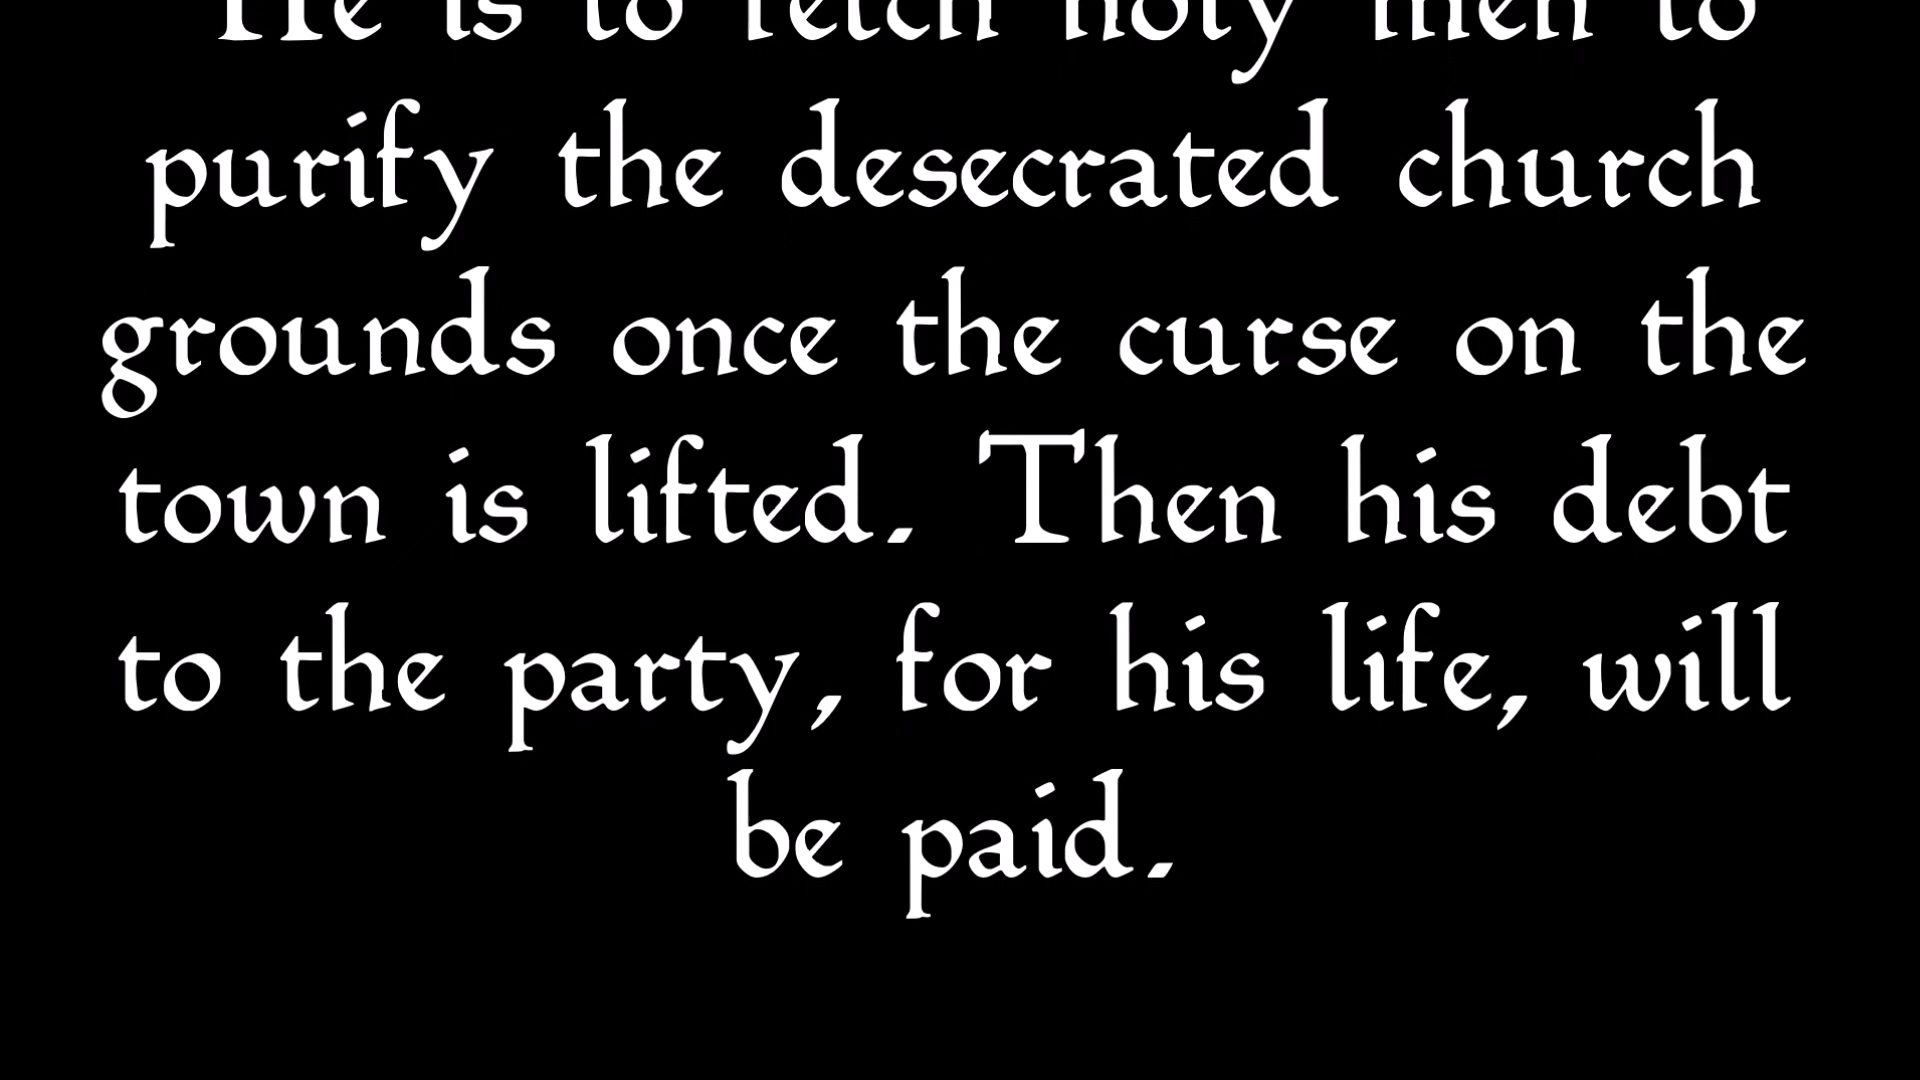 He is to fetch holy men to
purify the desecrated church
grounds once the curse on the
town is lifted. Then his debt
to the party, for his life, will
be paid.